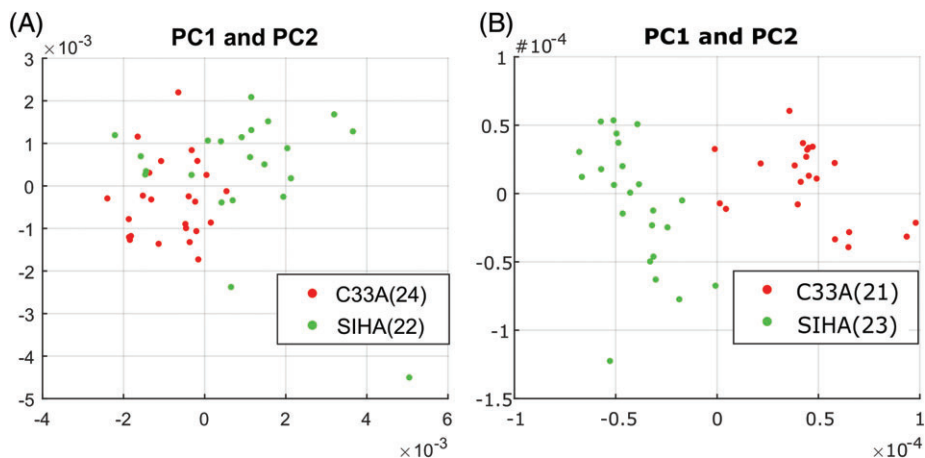 (A)
PC1 and PC2
×10⁻³
3
2
1
0
-1
-2
-3
-4
-5
C33A(24)
SIHA(22)
-4 -2 0 2 4 6
×10⁻³
(B)
PC1 and PC2
#10⁻⁴
1
0.5
0
-0.5
-1
-1.5
C33A(21)
SIHA(23)
-1 -0.5 0 0.5 1
×10⁻⁴